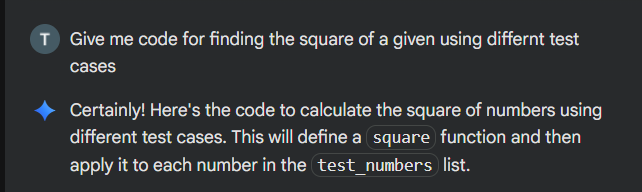 T
Give me code for finding the square of a given using differnt test
cases
Certainly! Here's the code to calculate the square of numbers using
different test cases. This will define a square function and then
apply it to each number in the test_numbers list.